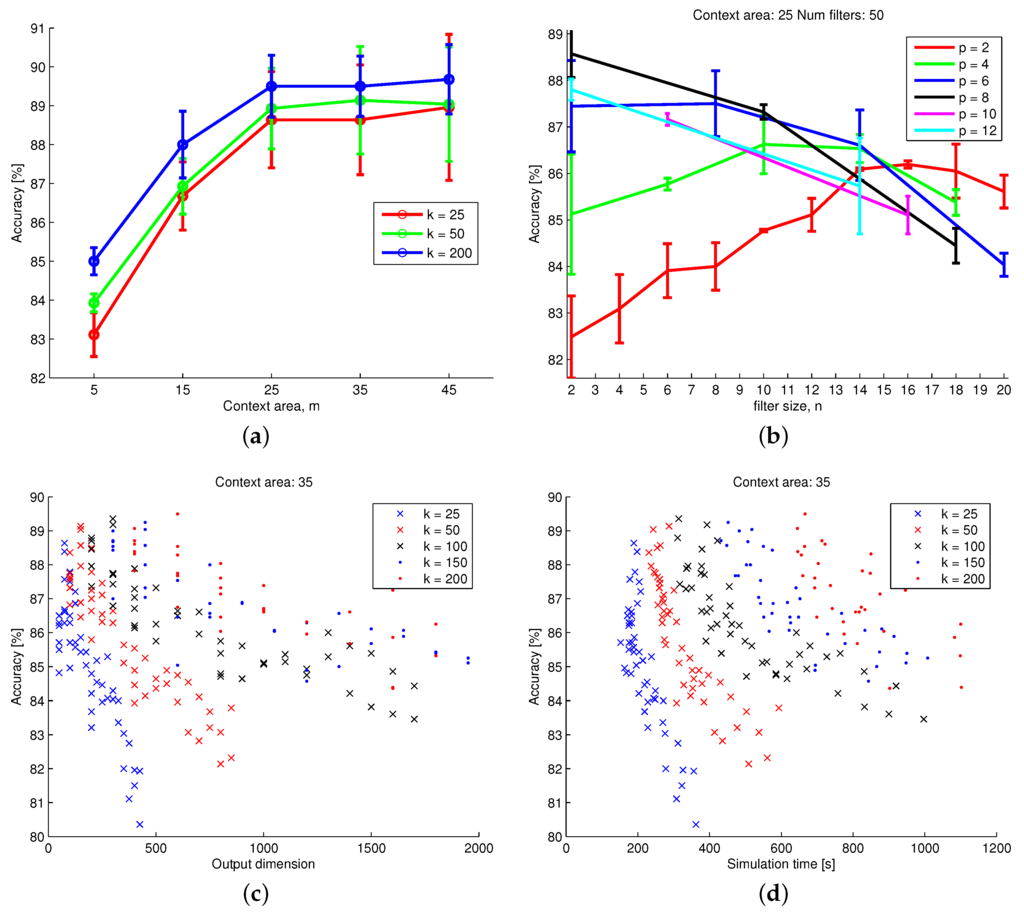 91
90
89
88
87
86
85
84
83
82
Accuracy [%]
5 15 25 35 45
Context area, m
k = 25
k = 50
k = 200
(a)
Context area: 25 Num filters: 50
89
88
87
86
85
84
83
82
Accuracy [%]
2 3 4 5 6 7 8 9 10 11 12 13 14 15 16 17 18 19 20
filter size, n
p = 2
p = 4
p = 6
p = 8
p = 10
p = 12
(b)
Context area: 35
90
89
88
87
86
85
84
83
82
81
80
Accuracy [%]
0 500 1000 1500 2000
Output dimension
k = 25
k = 50
k = 100
k = 150
k = 200
(c)
Context area: 35
90
89
88
87
86
85
84
83
82
81
80
Accuracy [%]
0 200 400 600 800 1000 1200
Simulation time [s]
k = 25
k = 50
k = 100
k = 150
k = 200
(d)